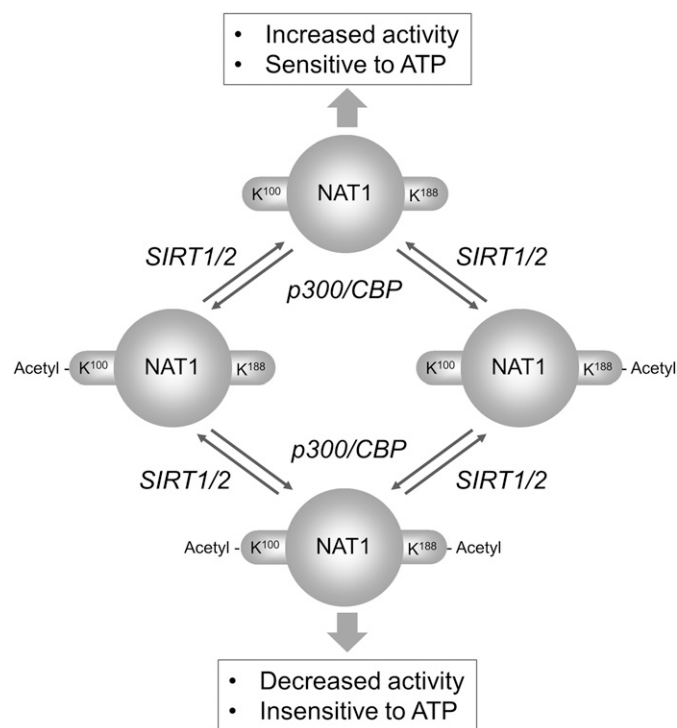 • Increased activity
• Sensitive to ATP
K¹⁰⁰ NAT1 K¹⁸⁸
SIRT1/2 SIRT1/2
p300/CBP
Acetyl - K¹⁰⁰ NAT1 K¹⁸⁸
K¹⁰⁰ NAT1 K¹⁸⁸ - Acetyl
p300/CBP
SIRT1/2 SIRT1/2
Acetyl - K¹⁰⁰ NAT1 K¹⁸⁸ - Acetyl
• Decreased activity
• Insensitive to ATP